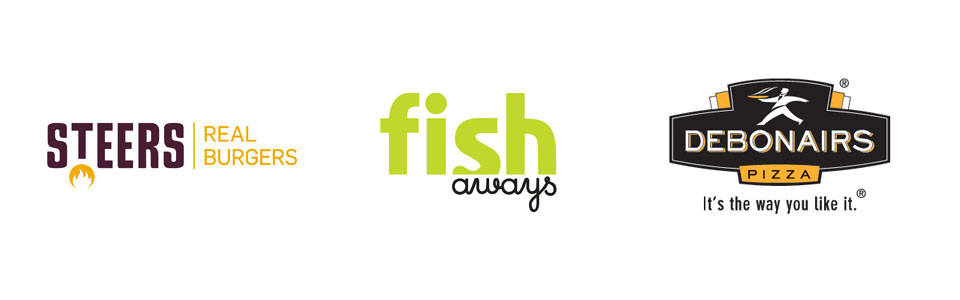 STEERS
REAL
BURGERS
fish
aways
®
DEBONAIRS
PIZZA
It's the way you like it.®